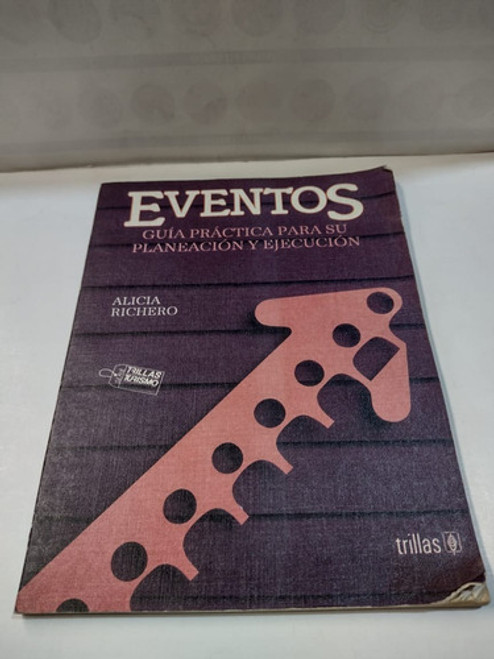 EVENTOS
GUÍA PRÁCTICA PARA SU
PLANEACIÓN Y EJECUCIÓN
ALICIA
RICHERO
TRILLAS
TURISMO
trillas